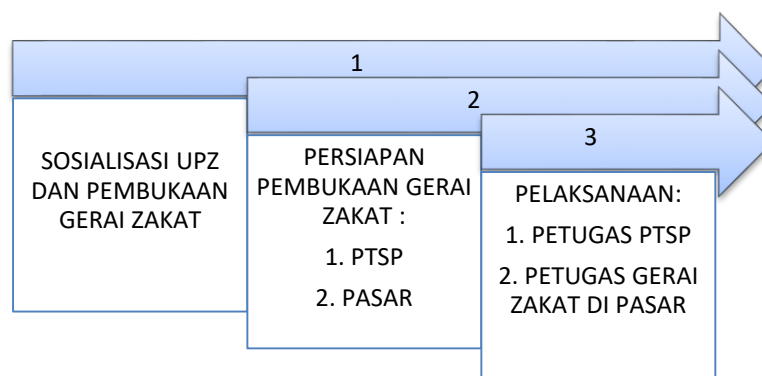 1
SOSIALISASI UPZ
DAN PEMBUKAAN
GERAI ZAKAT
2
PERSIAPAN
PEMBUKAAN GERAI
ZAKAT :
1. PTSP
2. PASAR
3
PELAKSANAAN:
1. PETUGAS PTSP
2. PETUGAS GERAI
ZAKAT DI PASAR